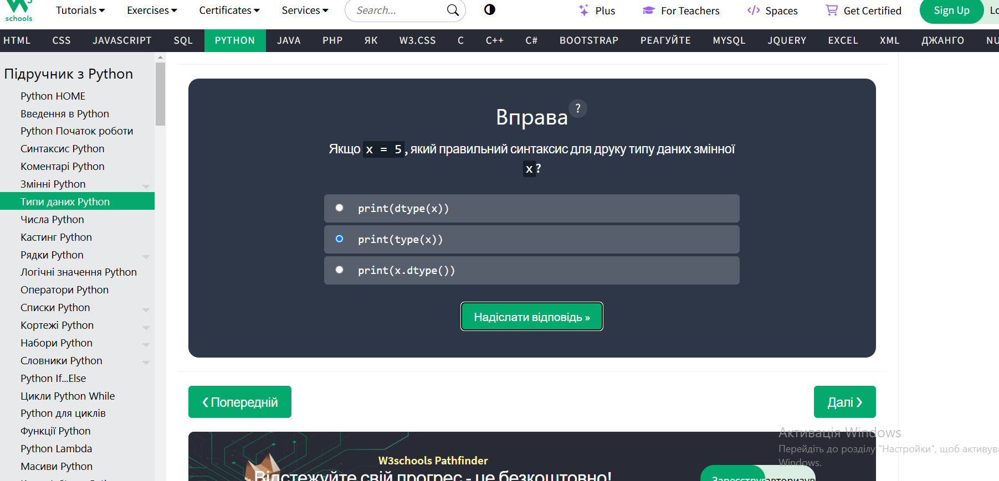 schools
Tutorials Exercises Certificates Services Search... Plus For Teachers Spaces Get Certified Sign Up
HTML CSS JAVASCRIPT SQL PYTHON JAVA PHP ЯК W3.CSS C C++ C# BOOTSTRAP РЕАГУЙТЕ MYSQL JQUERY EXCEL XML ДЖАНГО
Підручник з Python
Python HOME
Введення в Python
Python Початок роботи
Синтаксис Python
Коментарі Python
Змінні Python
Типи даних Python
Числа Python
Кастинг Python
Рядки Python
Логічні значення Python
Оператори Python
Списки Python
Кортежі Python
Набори Python
Словники Python
Python If...Else
Цикли Python While
Python для циклів
Функції Python
Python Lambda
Масиви Python
Вправа ?
Якщо x = 5, який правильний синтаксис для друку типу даних змінної
x?
print(dtype(x))
print(type(x))
print(x.dtype())
Надіслати відповідь »
❮ Попередній
Далі ❯
W3schools Pathfinder
Відстежуйте свій прогрес - це безкоштовно!
Активація Windows
Перейдіть до розділу "Настройки", щоб
Windows.